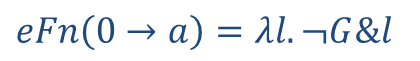 eFn(0 → a) = λl. ¬G&l